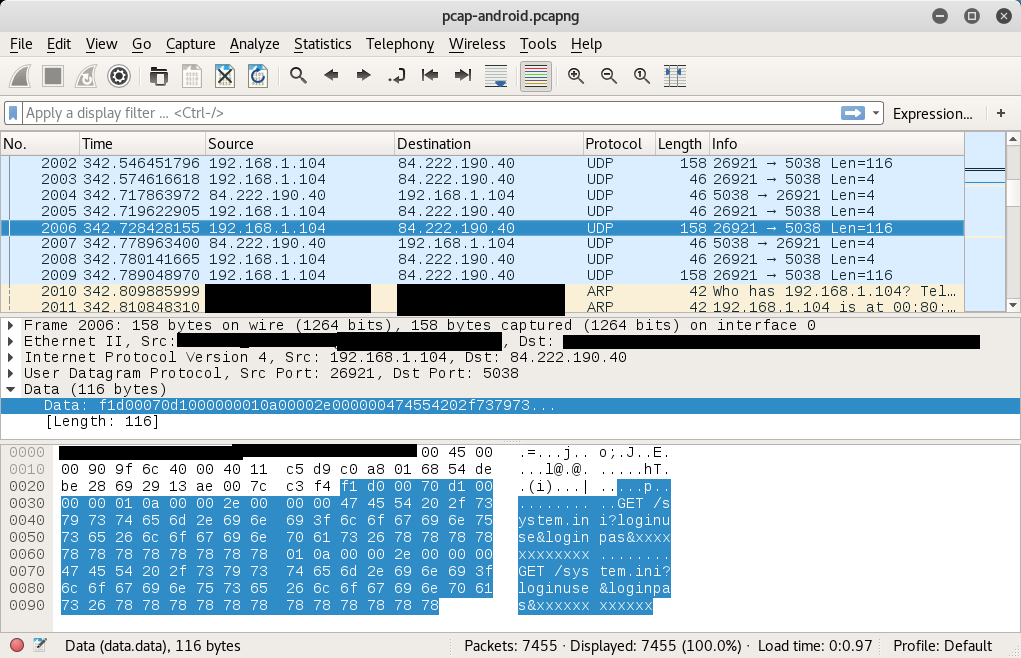 pcap-android.pcapng
File Edit View Go Capture Analyze Statistics Telephony Wireless Tools Help
Apply a display filter ... <Ctrl-/> Expression... +
No. Time Source Destination Protocol Length Info
2002 342.546451796 192.168.1.104 84.222.190.40 UDP 158 26921 → 5038 Len=116
2003 342.574616618 192.168.1.104 84.222.190.40 UDP 46 26921 → 5038 Len=4
2004 342.717863972 84.222.190.40 192.168.1.104 UDP 46 5038 → 26921 Len=4
2005 342.719622905 192.168.1.104 84.222.190.40 UDP 46 26921 → 5038 Len=4
2006 342.728428155 192.168.1.104 84.222.190.40 UDP 158 26921 → 5038 Len=116
2007 342.778963400 84.222.190.40 192.168.1.104 UDP 46 5038 → 26921 Len=4
2008 342.780141665 192.168.1.104 84.222.190.40 UDP 46 26921 → 5038 Len=4
2009 342.789048970 192.168.1.104 84.222.190.40 UDP 158 26921 → 5038 Len=116
2010 342.809885999 ARP 42 Who has 192.168.1.104? Tel…
2011 342.810848310 ARP 42 192.168.1.104 is at 00:80:…
Frame 2006: 158 bytes on wire (1264 bits), 158 bytes captured (1264 bits) on interface 0
Ethernet II, Src: , Dst:
Internet Protocol Version 4, Src: 192.168.1.104, Dst: 84.222.190.40
User Datagram Protocol, Src Port: 26921, Dst Port: 5038
Data (116 bytes)
Data: f1d00070d1000000010a00002e000000474554202f737973...
[Length: 116]
0000 00 45 00 .=...j.. o;.J..E.
0010 00 90 9f 6c 40 00 40 11 c5 d9 c0 a8 01 68 54 de ...l@.@. .....hT.
0020 be 28 69 29 13 ae 00 7c c3 f4 f1 d0 00 70 d1 00 .(i)...| .....p..
0030 00 00 01 0a 00 00 2e 00 00 00 47 45 54 20 2f 73 ........ ..GET /s
0040 79 73 74 65 6d 2e 69 6e 69 3f 6c 6f 67 69 6e 75 ystem.in i?loginu
0050 73 65 26 6c 6f 67 69 6e 70 61 73 26 78 78 78 78 se&login pas&xxxx
0060 78 78 78 78 78 78 78 78 01 0a 00 00 2e 00 00 00 xxxxxxxx ........
0070 47 45 54 20 2f 73 79 73 74 65 6d 2e 69 6e 69 3f GET /sys tem.ini?
0080 6c 6f 67 69 6e 75 73 65 26 6c 6f 67 69 6e 70 61 loginuse &loginpa
0090 73 26 78 78 78 78 78 78 78 78 78 78 78 78 s&xxxxxx xxxxxx
Data (data.data), 116 bytes Packets: 7455 · Displayed: 7455 (100.0%) · Load time: 0:0.97 Profile: Default